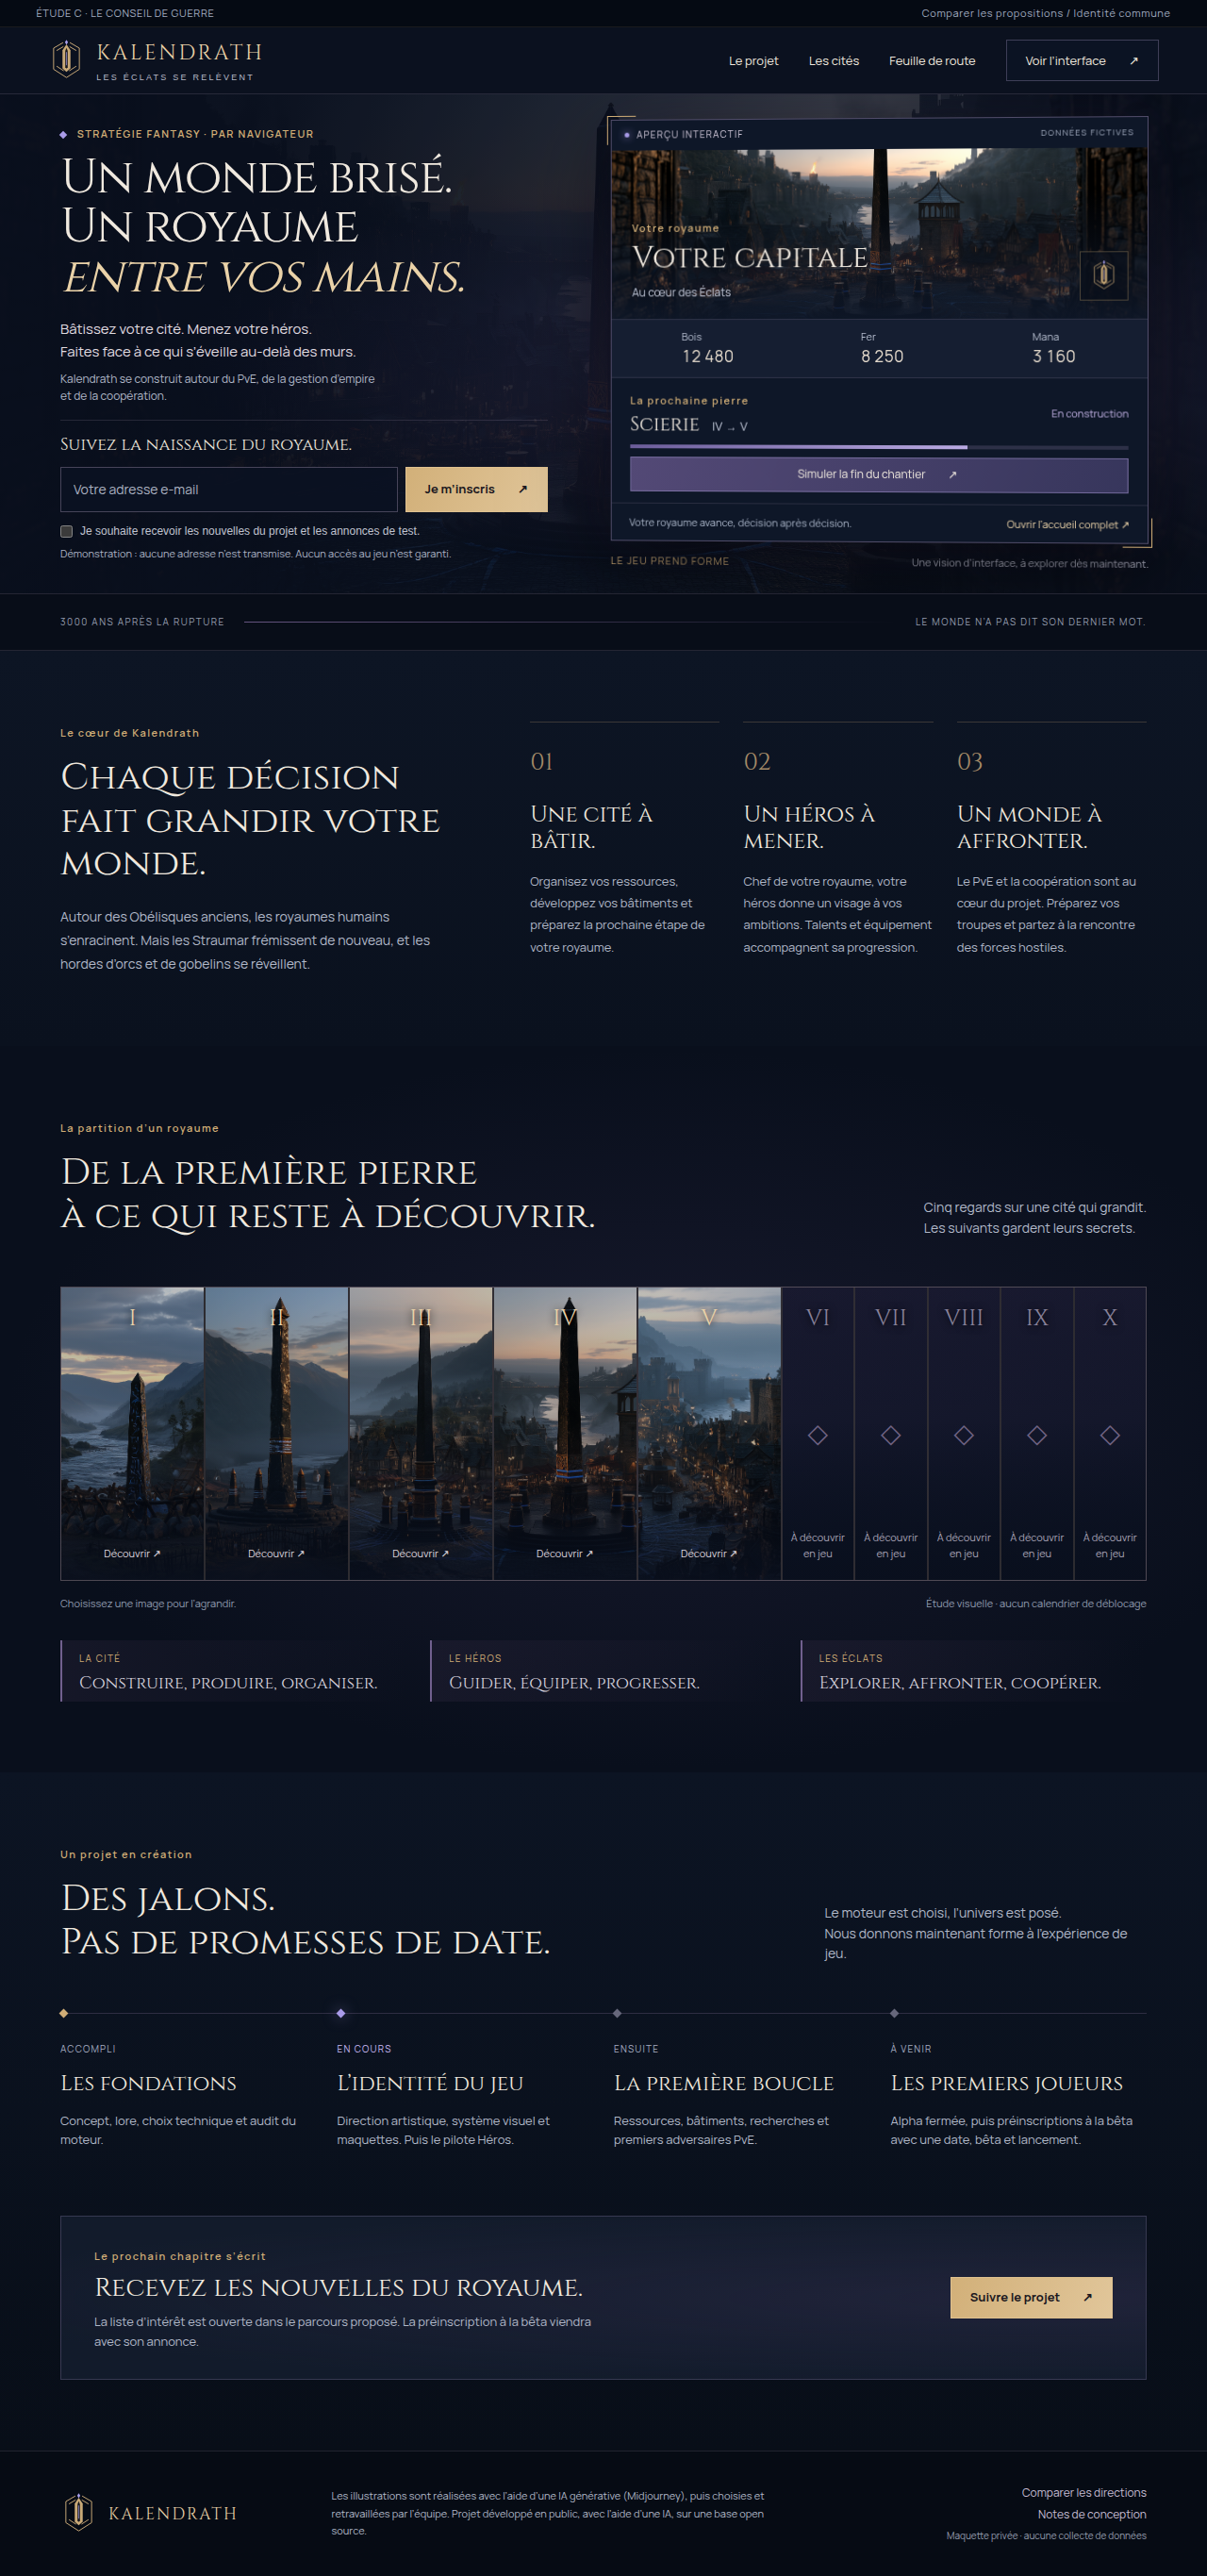 ÉTUDE C · LE CONSEIL DE GUERRE
Comparer les propositions / Identité commune
KALENDRATH
LES ÉCLATS SE RELÈVENT
Le projet
Les cités
Feuille de route
Voir l'interface ↗
STRATÉGIE FANTASY · PAR NAVIGATEUR
Un monde brisé.
Un royaume
entre vos mains.
Bâtissez votre cité. Menez votre héros.
Faites face à ce qui s'éveille au-delà des murs.
Kalendrath se construit autour du PvE, de la gestion d'empire
et de la coopération.
Suivez la naissance du royaume.
Votre adresse e-mail
Je m'inscris ↗
Je souhaite recevoir les nouvelles du projet et les annonces de test.
Démonstration : aucune adresse n'est transmise. Aucun accès au jeu n'est garanti.
APERÇU INTERACTIF
DONNÉES FICTIVES
Votre royaume
Votre capitale
Au cœur des Éclats
Bois
12 480
Fer
8 250
Mana
3 160
La prochaine pierre
Scierie IV → V
En construction
Simuler la fin du chantier ↗
Votre royaume avance, décision après décision.
Ouvrir l'accueil complet ↗
LE JEU PREND FORME
Une vision d'interface, à explorer dès maintenant.
3000 ANS APRÈS LA RUPTURE
LE MONDE N'A PAS DIT SON DERNIER MOT.
Le cœur de Kalendrath
Chaque décision
fait grandir votre
monde.
Autour des Obélisques anciens, les royaumes humains
s'enracinent. Mais les Straumar frémissent de nouveau, et les
hordes d'orcs et de gobelins se réveillent.
01
Une cité à
bâtir.
Organisez vos ressources,
développez vos bâtiments et
préparez la prochaine étape de
votre royaume.
02
Un héros à
mener.
Chef de votre royaume, votre
héros donne un visage à vos
ambitions. Talents et équipement
accompagnent sa progression.
03
Un monde à
affronter.
Le PvE et la coopération sont au
cœur du projet. Préparez vos
troupes et partez à la rencontre
des forces hostiles.
La partition d'un royaume
De la première pierre
à ce qui reste à découvrir.
Cinq regards sur une cité qui grandit.
Les suivants gardent leurs secrets.
I
Découvrir ↗
II
Découvrir ↗
III
Découvrir ↗
IV
Découvrir ↗
V
Découvrir ↗
VI
À découvrir
en jeu
VII
À découvrir
en jeu
VIII
À découvrir
en jeu
IX
À découvrir
en jeu
X
À découvrir
en jeu
Choisissez une image pour l'agrandir.
Étude visuelle · aucun calendrier de déblocage
LA CITÉ
Construire, produire, organiser.
LE HÉROS
Guider, équiper, progresser.
LES ÉCLATS
Explorer, affronter, coopérer.
Un projet en création
Des jalons.
Pas de promesses de date.
Le moteur est choisi, l'univers est posé.
Nous donnons maintenant forme à l'expérience de
jeu.
ACCOMPLI
Les fondations
Concept, lore, choix technique et audit du
moteur.
EN COURS
L'identité du jeu
Direction artistique, système visuel et
maquettes. Puis le pilote Héros.
ENSUITE
La première boucle
Ressources, bâtiments, recherches et
premiers adversaires PvE.
À VENIR
Les premiers joueurs
Alpha fermée, puis préinscriptions à la bêta
avec une date, bêta et lancement.
Le prochain chapitre s'écrit
Recevez les nouvelles du royaume.
La liste d'intérêt est ouverte dans le parcours proposé. La préinscription à la bêta viendra
avec son annonce.
Suivre le projet ↗
KALENDRATH
Les illustrations sont réalisées avec l'aide d'une IA générative (Midjourney), puis choisies et
retravaillées par l'équipe. Projet développé en public, avec l'aide d'une IA, sur une base open
source.
Comparer les directions
Notes de conception
Maquette privée · aucune collecte de données